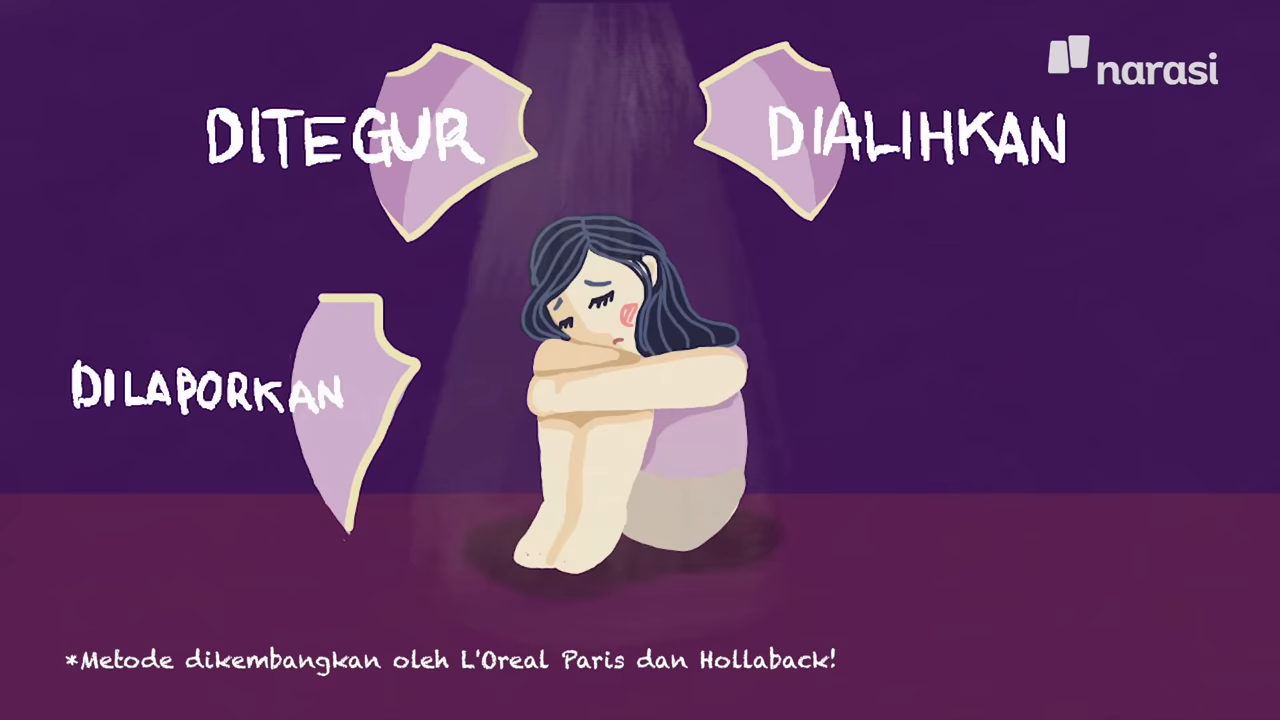 narasi
DITEGUR
DIALIHKAN
DILAPORKAN
*Metode dikembangkan oleh L'Oreal Paris dan Hollaback!